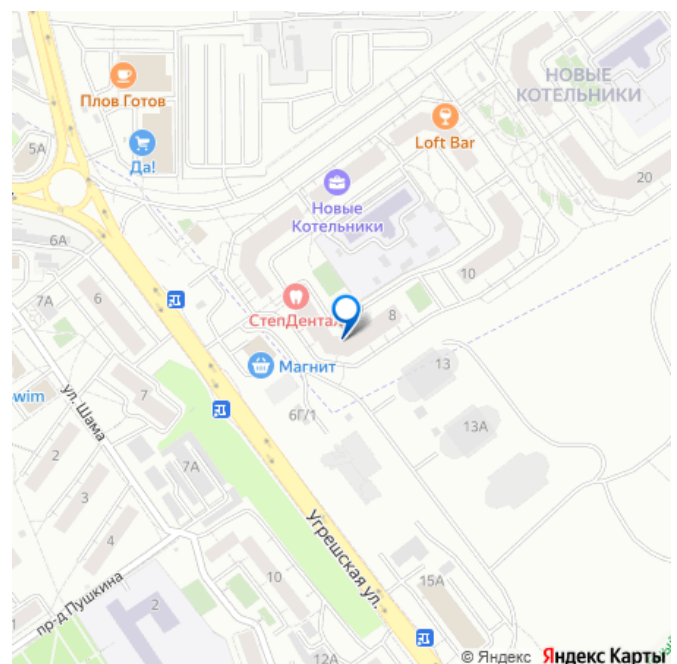 НОВЫЕ
КОТЕЛЬНИКИ
Плов Готов
Loft Bar
5А
Да!
20
Новые
Котельники
6А
10
7А
6
СтепДентал
8
Магнит
13
wim
7
ул. Шама
6Г/1
13А
2
7А
3
Угрешская ул.
4
10
15А
пр-д Пушкина
2
1
12А
© Яндекс Яндекс Карты